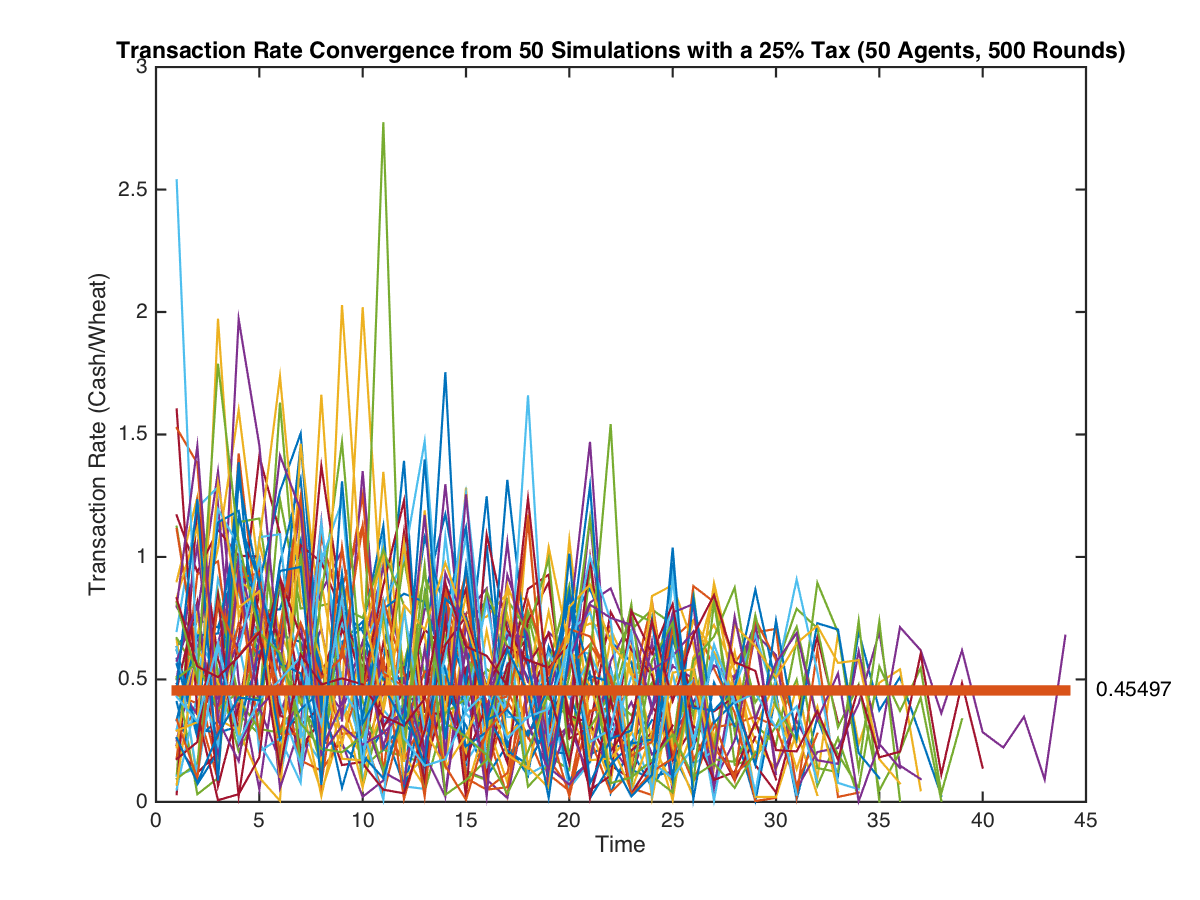 Transaction Rate Convergence from 50 Simulations with a 25% Tax (50 Agents, 500 Rounds)
3
2.5
2
1.5
1
0.5
0
Transaction Rate (Cash/Wheat)
0.45497
0 5 10 15 20 25 30 35 40 45
Time